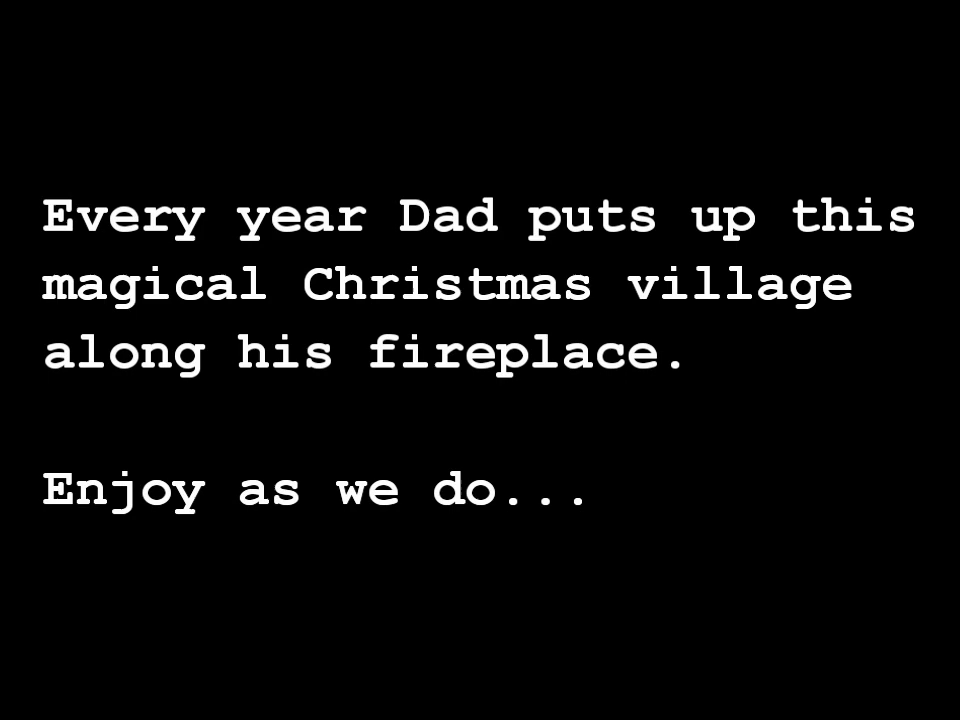 Every year Dad puts up this
magical Christmas village
along his fireplace.
Enjoy as we do...